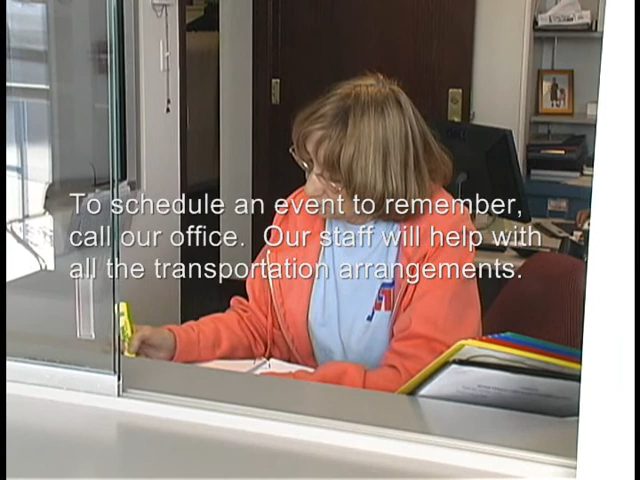 To schedule an event to remember,
call our office.  Our staff will help with
all the transportation arrangements.